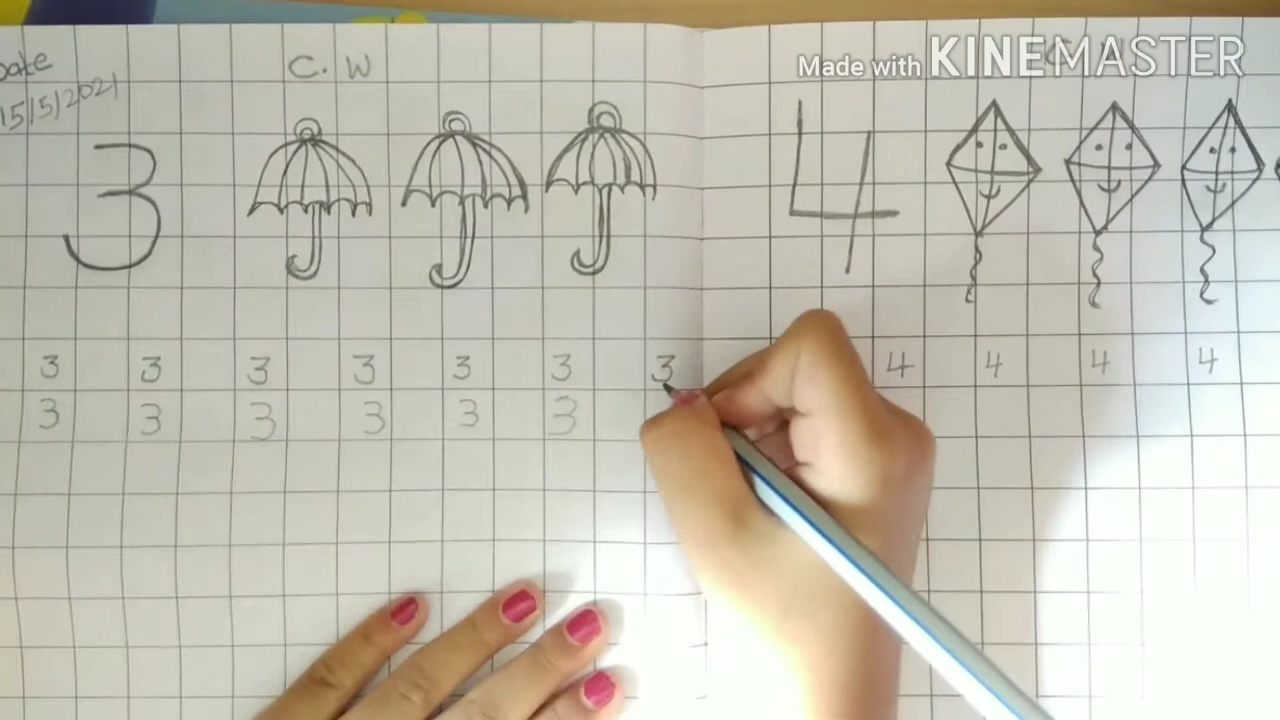 Date
15/5/2021
C.W
3
3 3 3 3 3 3 3
3 3 3 3 3 3
Made with KINEMASTER
4
4 4 4 4